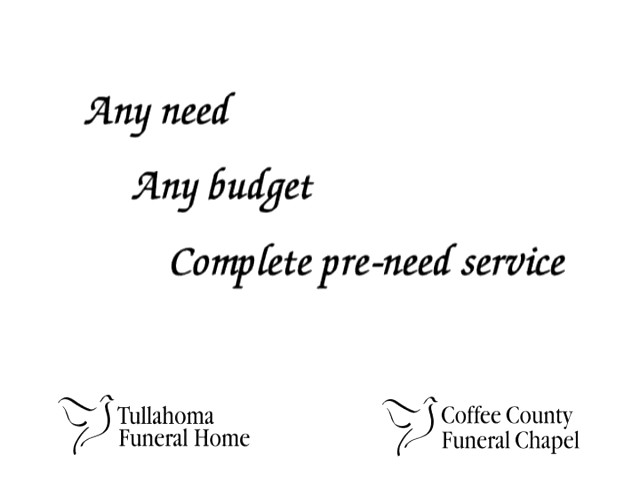 Any need
Any budget
Complete pre-need service
Tullahoma
Funeral Home
Coffee County
Funeral Chapel